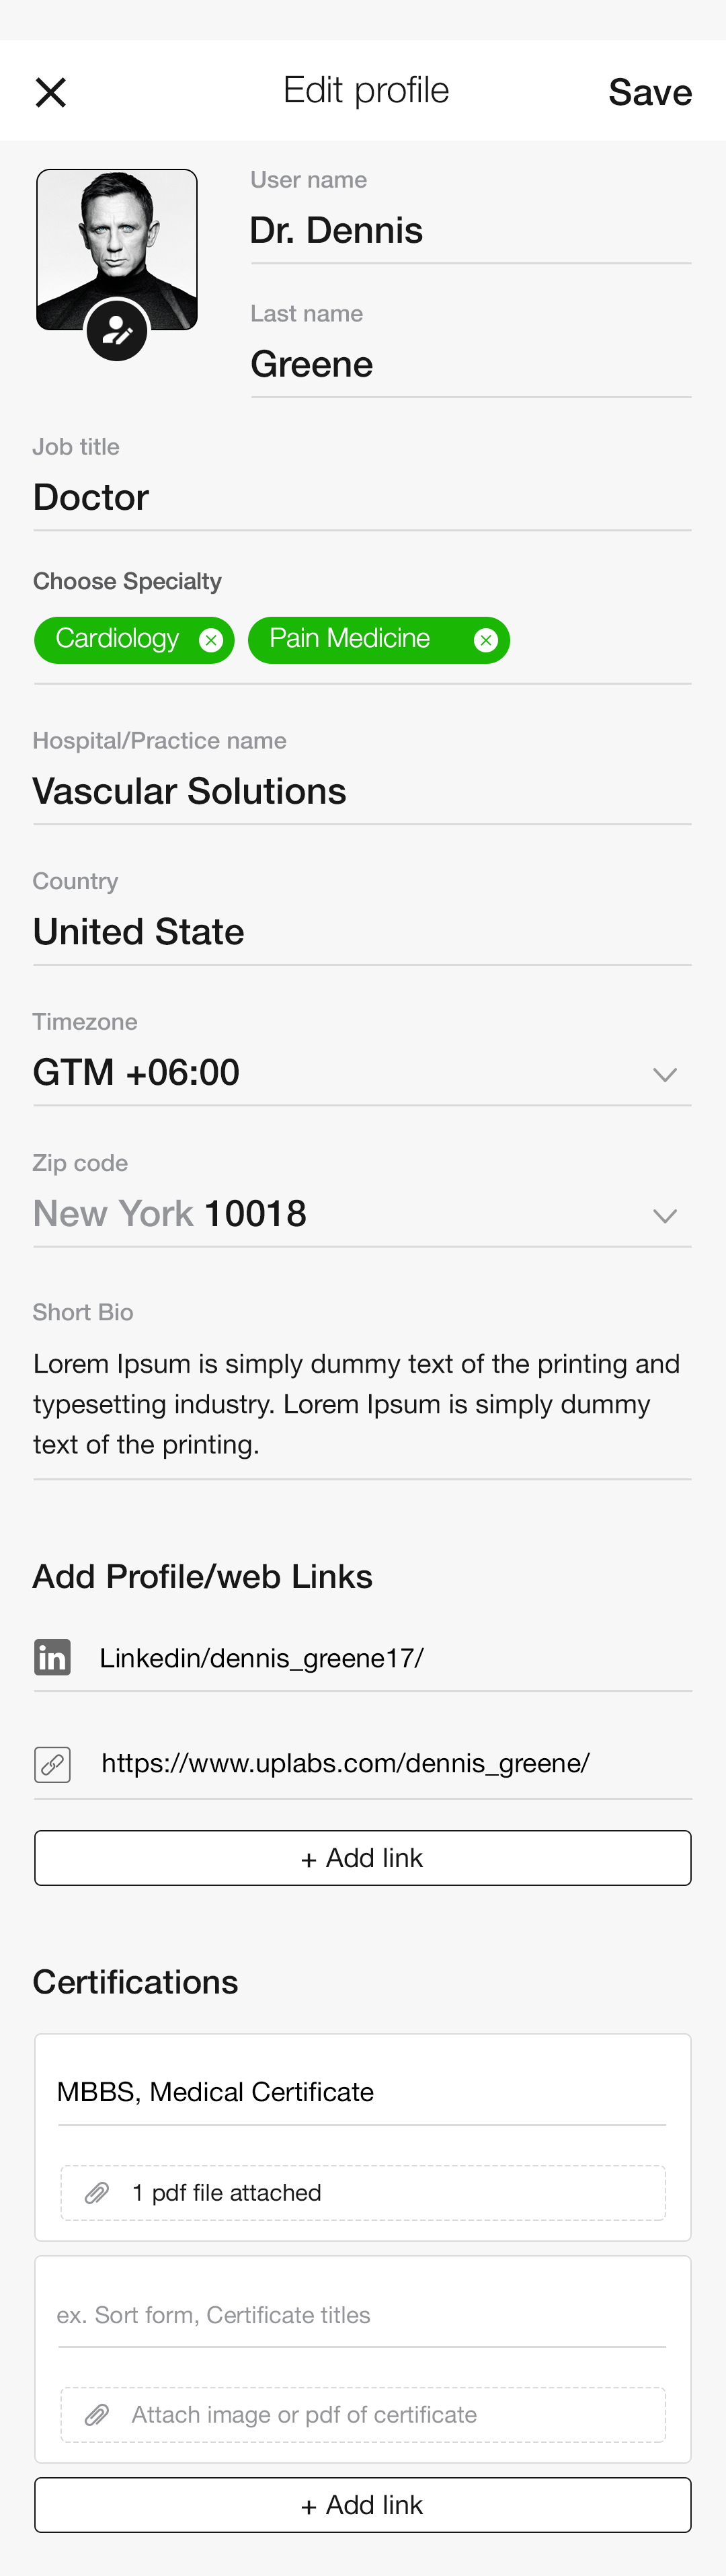 Edit profile
Save
User name
Dr. Dennis
Last name
Greene
Job title
Doctor
Choose Specialty
Cardiology
Pain Medicine
Hospital/Practice name
Vascular Solutions
Country
United State
Timezone
GTM +06:00
Zip code
New York 10018
Short Bio
Lorem Ipsum is simply dummy text of the printing and
typesetting industry. Lorem Ipsum is simply dummy
text of the printing.
Add Profile/web Links
in
Linkedin/dennis_greene17/
https://www.uplabs.com/dennis_greene/
+ Add link
Certifications
MBBS, Medical Certificate
1 pdf file attached
ex. Sort form, Certificate titles
Attach image or pdf of certificate
+ Add link